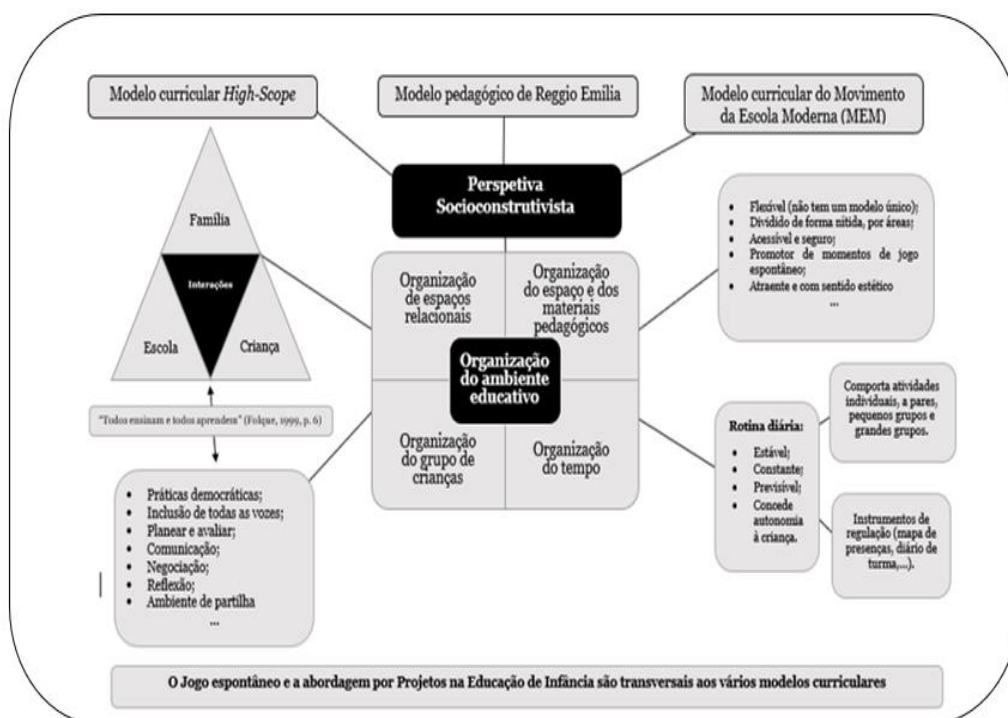 Modelo curricular High-Scope
Modelo pedagógico de Reggio Emilia
Modelo curricular do Movimento
da Escola Moderna (MEM)
Perspetiva
Socioconstrutivista
Família
Interações
Escola
Criança
"Todos ensinam e todos aprendem" (Folque, 1999, p. 6)
• Práticas democráticas;
• Inclusão de todas as vozes;
• Planear e avaliar;
• Comunicação;
• Negociação;
• Reflexão;
• Ambiente de partilha
...
Organização
de espaços
relacionais
Organização
do espaço e dos
materiais
pedagógicos
Organização
do ambiente
educativo
Organização
do grupo de
crianças
Organização
do tempo
• Flexível (não tem um modelo único);
• Dividido de forma nítida, por áreas;
• Acessível e seguro;
• Promotor de momentos de jogo
espontâneo;
• Atraente e com sentido estético
...
Rotina diária:
• Estável;
• Constante;
• Previsível;
• Concede
autonomia
à criança.
Comporta atividades
individuais, a pares,
pequenos grupos e
grandes grupos.
Instrumentos de
regulação (mapa de
presenças, diário de
turma,...).
O Jogo espontâneo e a abordagem por Projetos na Educação de Infância são transversais aos vários modelos curriculares